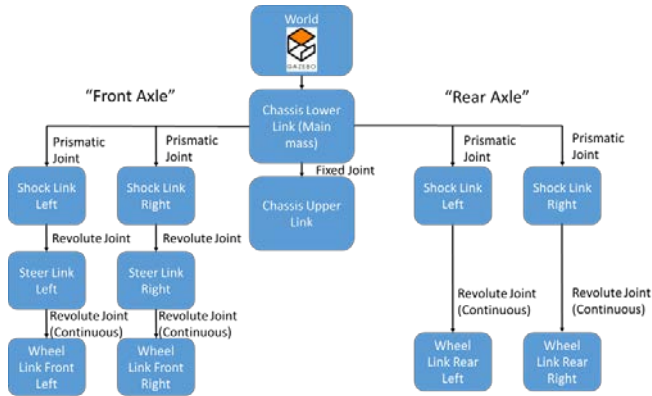 World
GAZEBO
“Front Axle”
“Rear Axle”
Chassis Lower
Link (Main
mass)
Prismatic
Joint
Prismatic
Joint
Prismatic
Joint
Prismatic
Joint
Fixed Joint
Shock Link
Left
Shock Link
Right
Chassis Upper
Link
Shock Link
Left
Shock Link
Right
Revolute Joint
Revolute Joint
Steer Link
Left
Steer Link
Right
Revolute Joint
(Continuous)
Revolute Joint
(Continuous)
Revolute Joint
(Continuous)
Revolute Joint
(Continuous)
Wheel
Link Front
Left
Wheel
Link Front
Right
Wheel
Link Rear
Left
Wheel
Link Rear
Right